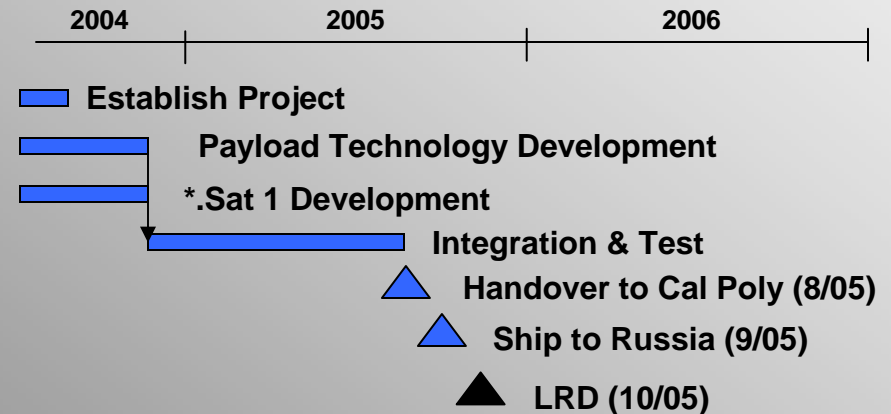 2004 2005 2006
Establish Project
Payload Technology Development
*.Sat 1 Development
Integration & Test
Handover to Cal Poly (8/05)
Ship to Russia (9/05)
LRD (10/05)